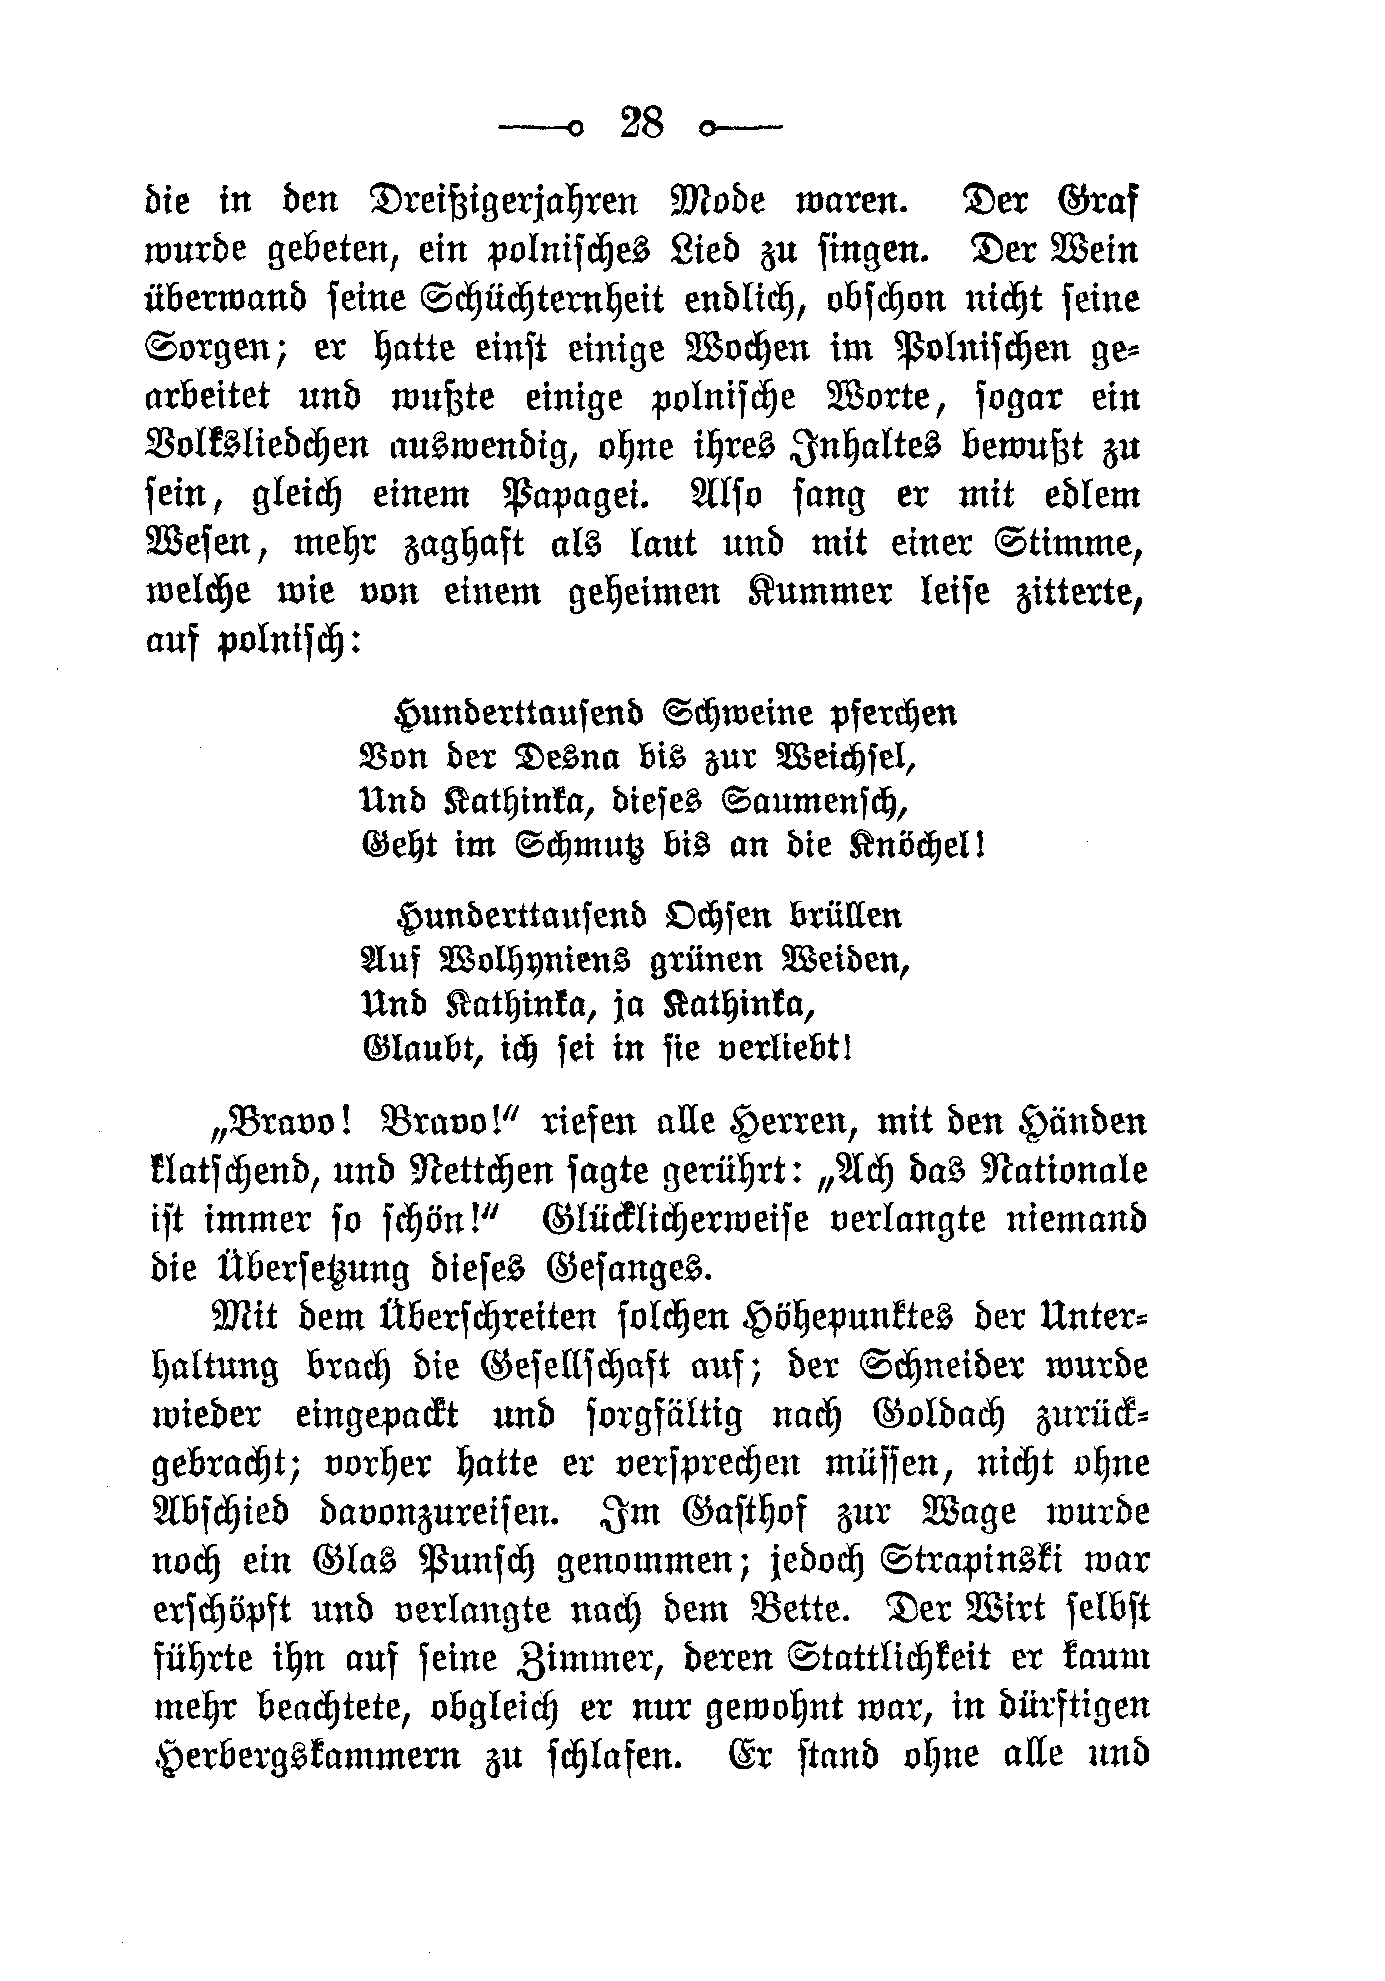 28
die in den Dreißigerjahren Mode waren. Der Graf
wurde gebeten, ein polnisches Lied zu singen. Der Wein
überwand seine Schüchternheit endlich, obschon nicht seine
Sorgen; er hatte einst einige Wochen im Polnischen ge=
arbeitet und wußte einige polnische Worte, sogar ein
Volksliedchen auswendig, ohne ihres Inhaltes bewußt zu
sein, gleich einem Papagei. Also sang er mit edlem
Wesen, mehr zaghaft als laut und mit einer Stimme,
welche wie von einem geheimen Kummer leise zitterte,
auf polnisch:
Hunderttausend Schweine pferchen
Von der Desna bis zur Weichsel,
Und Kathinka, dieses Saumensch,
Geht im Schmutz bis an die Knöchel!
Hunderttausend Ochsen brüllen
Auf Wolhyniens grünen Weiden,
Und Kathinka, ja Kathinka,
Glaubt, ich sei in sie verliebt!
„Bravo! Bravo!“ riefen alle Herren, mit den Händen
klatschend, und Nettchen sagte gerührt: „Ach das Nationale
ist immer so schön!“ Glücklicherweise verlangte niemand
die Übersetzung dieses Gesanges.
Mit dem Überschreiten solchen Höhepunktes der Unter=
haltung brach die Gesellschaft auf; der Schneider wurde
wieder eingepackt und sorgfältig nach Goldach zurück=
gebracht; vorher hatte er versprechen müssen, nicht ohne
Abschied davonzureisen. Im Gasthof zur Wage wurde
noch ein Glas Punsch genommen; jedoch Strapinski war
erschöpft und verlangte nach dem Bette. Der Wirt selbst
führte ihn auf seine Zimmer, deren Stattlichkeit er kaum
mehr beachtete, obgleich er nur gewohnt war, in dürftigen
Herbergskammern zu schlafen. Er stand ohne alle und